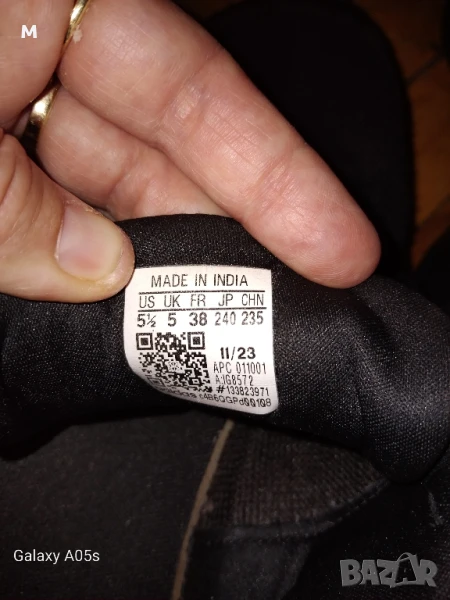 M
MADE IN INDIA
US UK FR JP CHN
5½ 5 38 240 235
11/23
APC 011001
A:IG8572
#133823971
Galaxy A05s
BAZAR